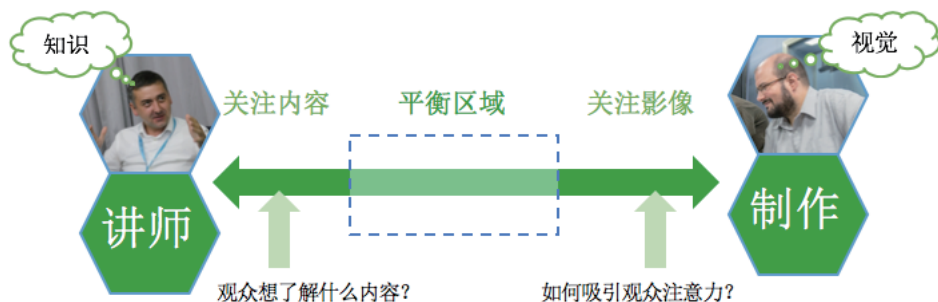 知识
视觉
关注内容
平衡区域
关注影像
讲师
制作
观众想了解什么内容?
如何吸引观众注意力?